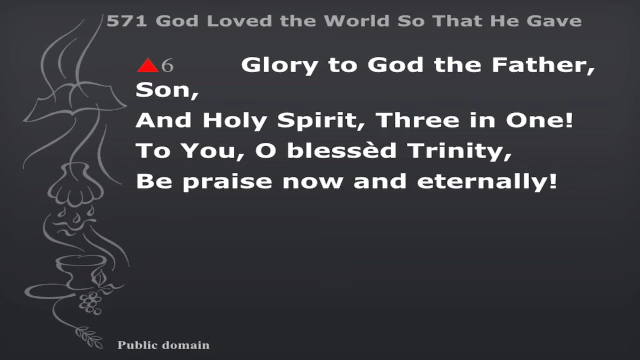 571 God Loved the World So That He Gave
▲6 Glory to God the Father,
Son,
And Holy Spirit, Three in One!
To You, O blessèd Trinity,
Be praise now and eternally!
Public domain